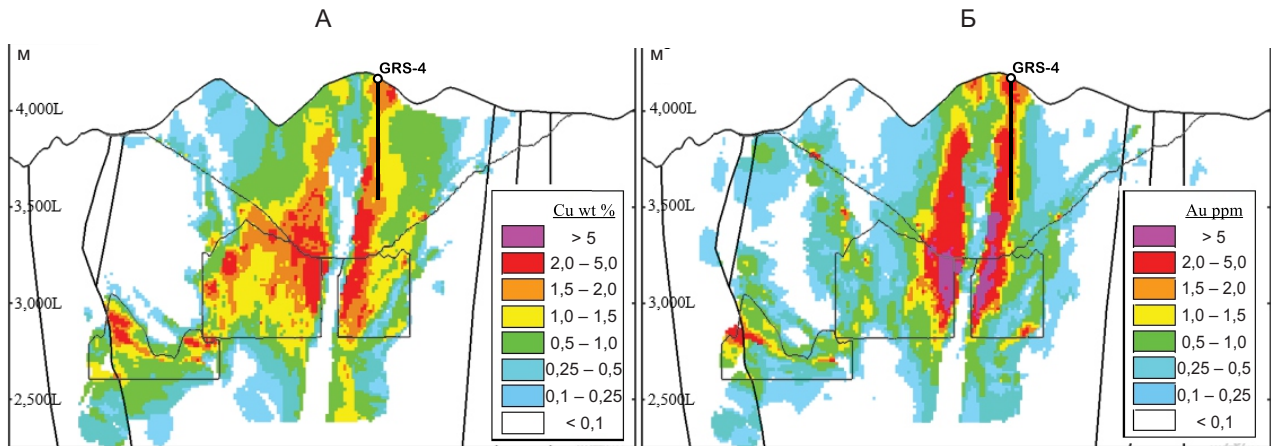 А
Б
м
GRS-4
4,000L
3,500L
3,000L
2,500L
Cu wt %
> 5
2,0 – 5,0
1,5 – 2,0
1,0 – 1,5
0,5 – 1,0
0,25 – 0,5
0,1 – 0,25
< 0,1
м
GRS-4
4,000L
3,500L
3,000L
2,500L
Au ppm
> 5
2,0 – 5,0
1,5 – 2,0
1,0 – 1,5
0,5 – 1,0
0,25 – 0,5
0,1 – 0,25
< 0,1